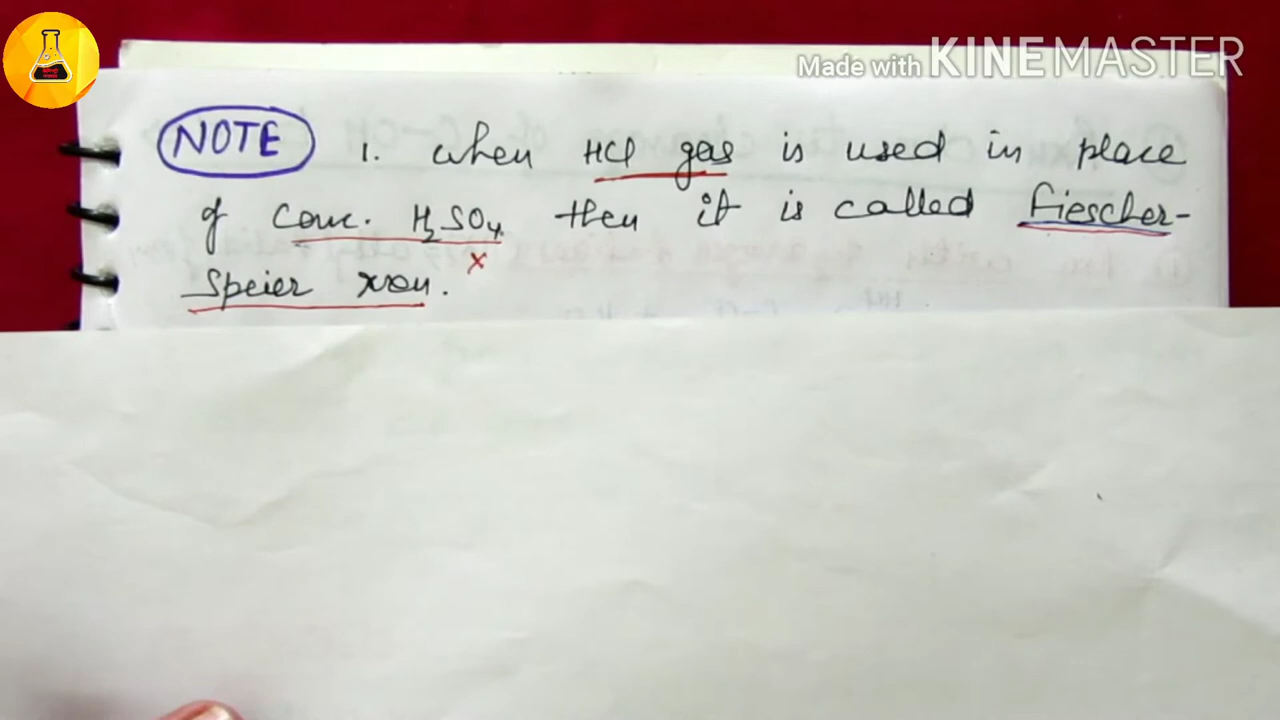 Made with KINEMASTER
NOTE 1. When HCl gas is used in place
of Conc. H₂SO₄ then it is called Fiescher-
x
Speier rxn.